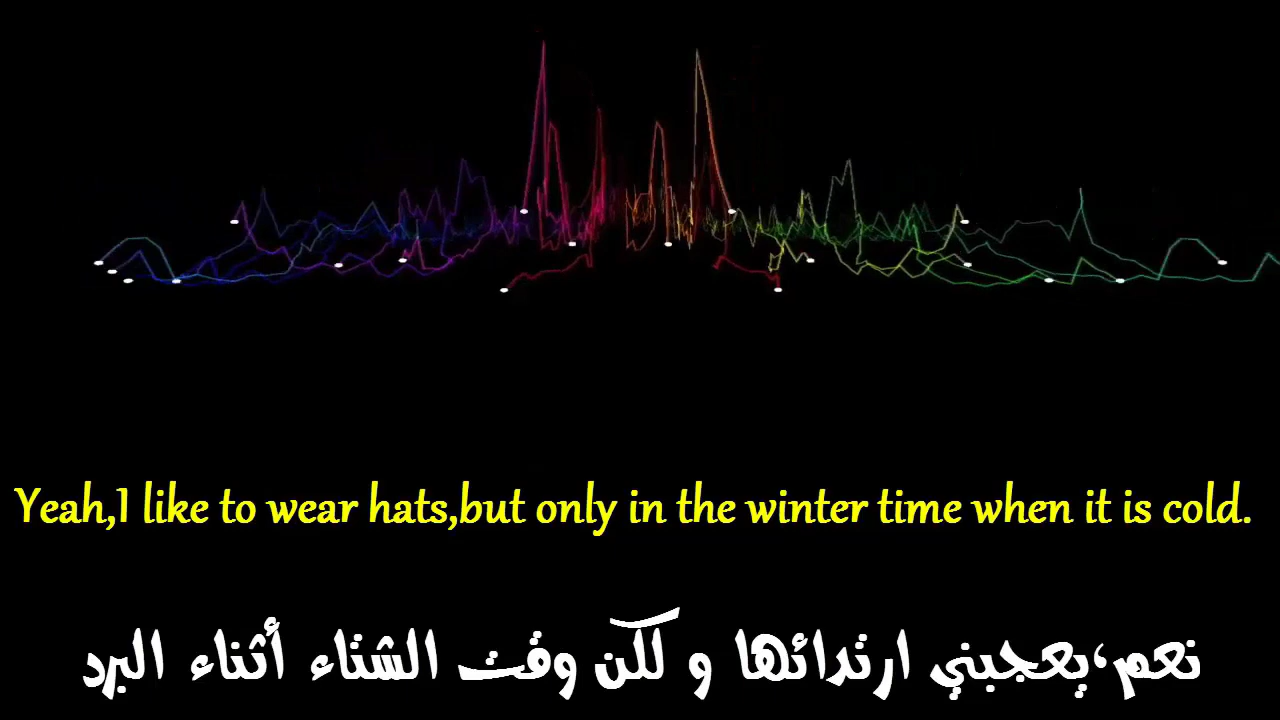 Yeah,I like to wear hats,but only in the winter time when it is cold.
نعم،يعجبني ارتدائها و لكن وقت الشتاء أثناء البرد